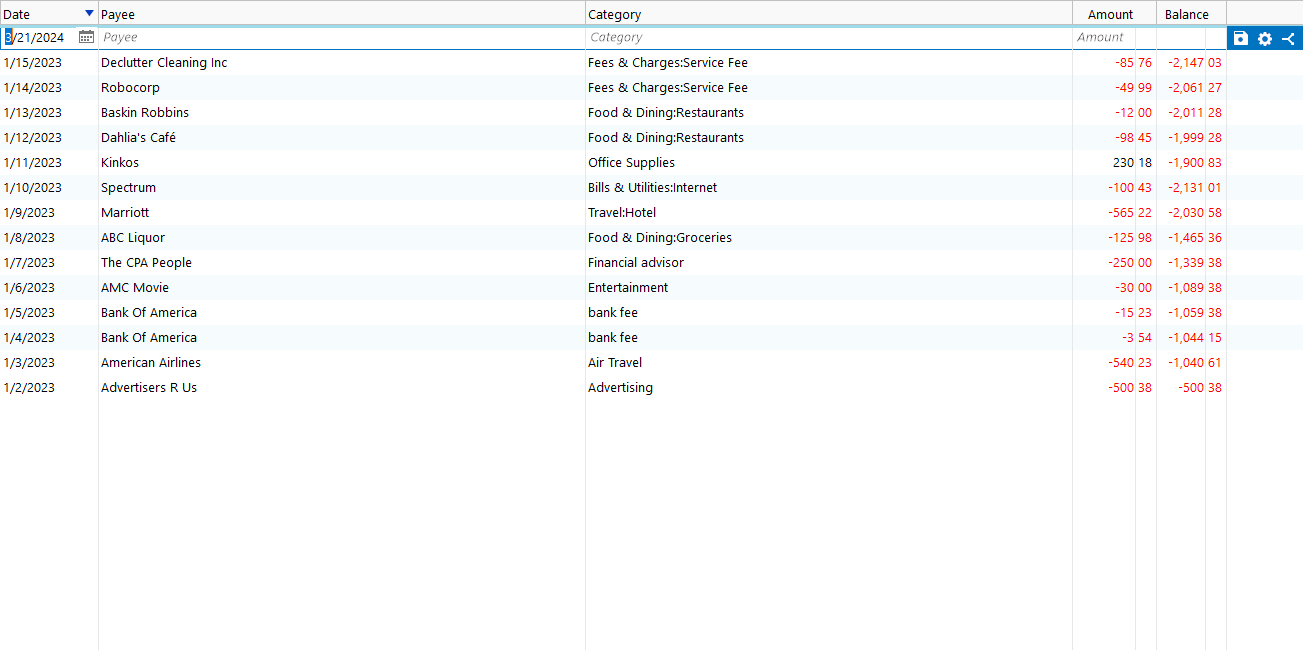 Date Payee Category Amount Balance
3/21/2024 Payee Category Amount
1/15/2023 Declutter Cleaning Inc Fees & Charges:Service Fee -85 76 -2,147 03
1/14/2023 Robocorp Fees & Charges:Service Fee -49 99 -2,061 27
1/13/2023 Baskin Robbins Food & Dining:Restaurants -12 00 -2,011 28
1/12/2023 Dahlia's Café Food & Dining:Restaurants -98 45 -1,999 28
1/11/2023 Kinkos Office Supplies 230 18 -1,900 83
1/10/2023 Spectrum Bills & Utilities:Internet -100 43 -2,131 01
1/9/2023 Marriott Travel:Hotel -565 22 -2,030 58
1/8/2023 ABC Liquor Food & Dining:Groceries -125 98 -1,465 36
1/7/2023 The CPA People Financial advisor -250 00 -1,339 38
1/6/2023 AMC Movie Entertainment -30 00 -1,089 38
1/5/2023 Bank Of America bank fee -15 23 -1,059 38
1/4/2023 Bank Of America bank fee -3 54 -1,044 15
1/3/2023 American Airlines Air Travel -540 23 -1,040 61
1/2/2023 Advertisers R Us Advertising -500 38 -500 38